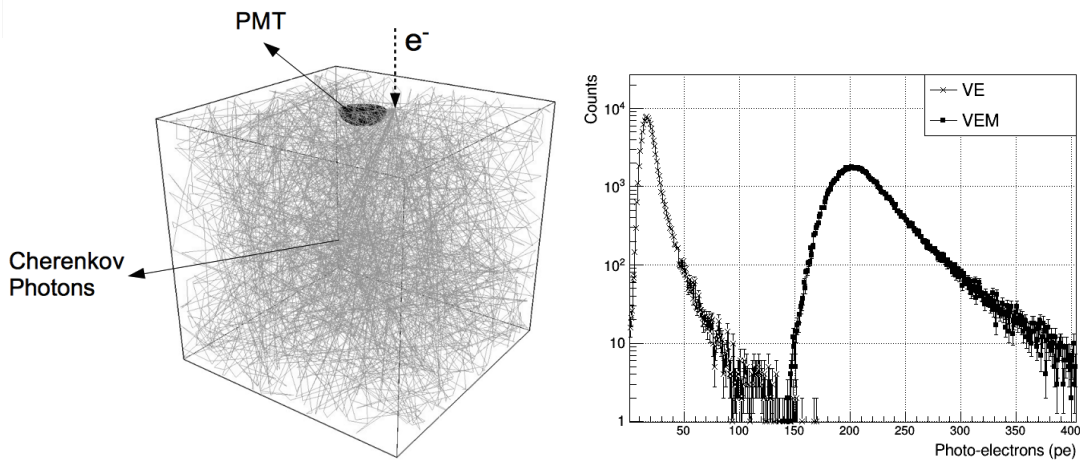 PMT
e-
Cherenkov
Photons
Counts
10⁴
10³
10²
10
1
50
100
150
200
250
300
350
400
Photo-electrons (pe)
VE
VEM